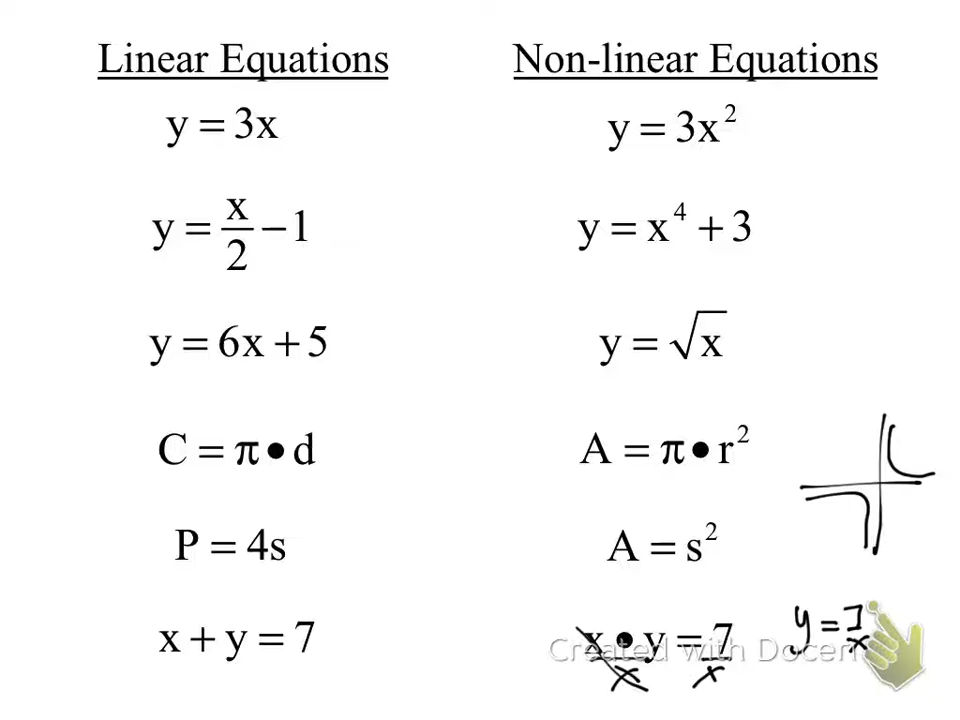 Linear Equations Non-linear Equations
y = 3x y = 3x²
y = x/2 − 1 y = x⁴ + 3
y = 6x + 5 y = √x
C = π • d A = π • r²
P = 4s A = s²
x + y = 7 x • y = 7 y = 7/x
x x
Created with Doceri